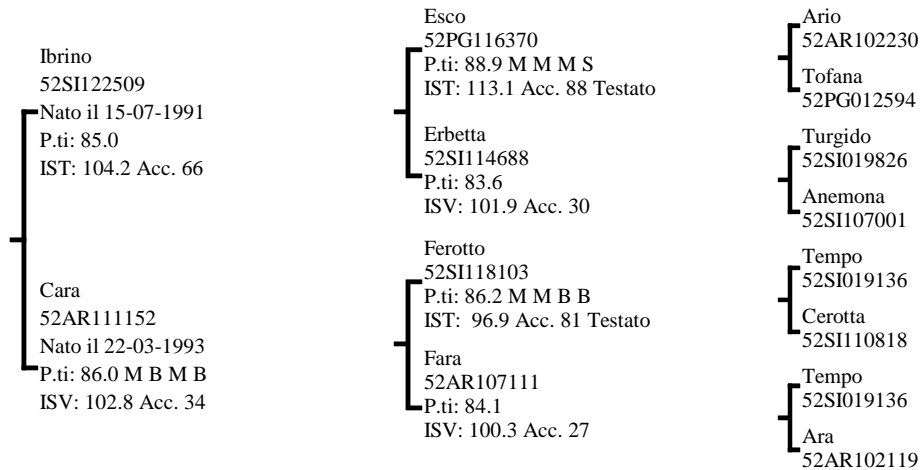 Ibrino
52SI122509
Nato il 15-07-1991
P.ti: 85.0
IST: 104.2 Acc. 66
Cara
52AR111152
Nato il 22-03-1993
P.ti: 86.0 M B M B
ISV: 102.8 Acc. 34
Esco
52PG116370
P.ti: 88.9 M M M S
IST: 113.1 Acc. 88 Testato
Erbetta
52SI114688
P.ti: 83.6
ISV: 101.9 Acc. 30
Ferotto
52SI118103
P.ti: 86.2 M M B B
IST:  96.9 Acc. 81 Testato
Fara
52AR107111
P.ti: 84.1
ISV: 100.3 Acc. 27
Ario
52AR102230
Tofana
52PG012594
Turgido
52SI019826
Anemona
52SI107001
Tempo
52SI019136
Cerotta
52SI110818
Tempo
52SI019136
Ara
52AR102119